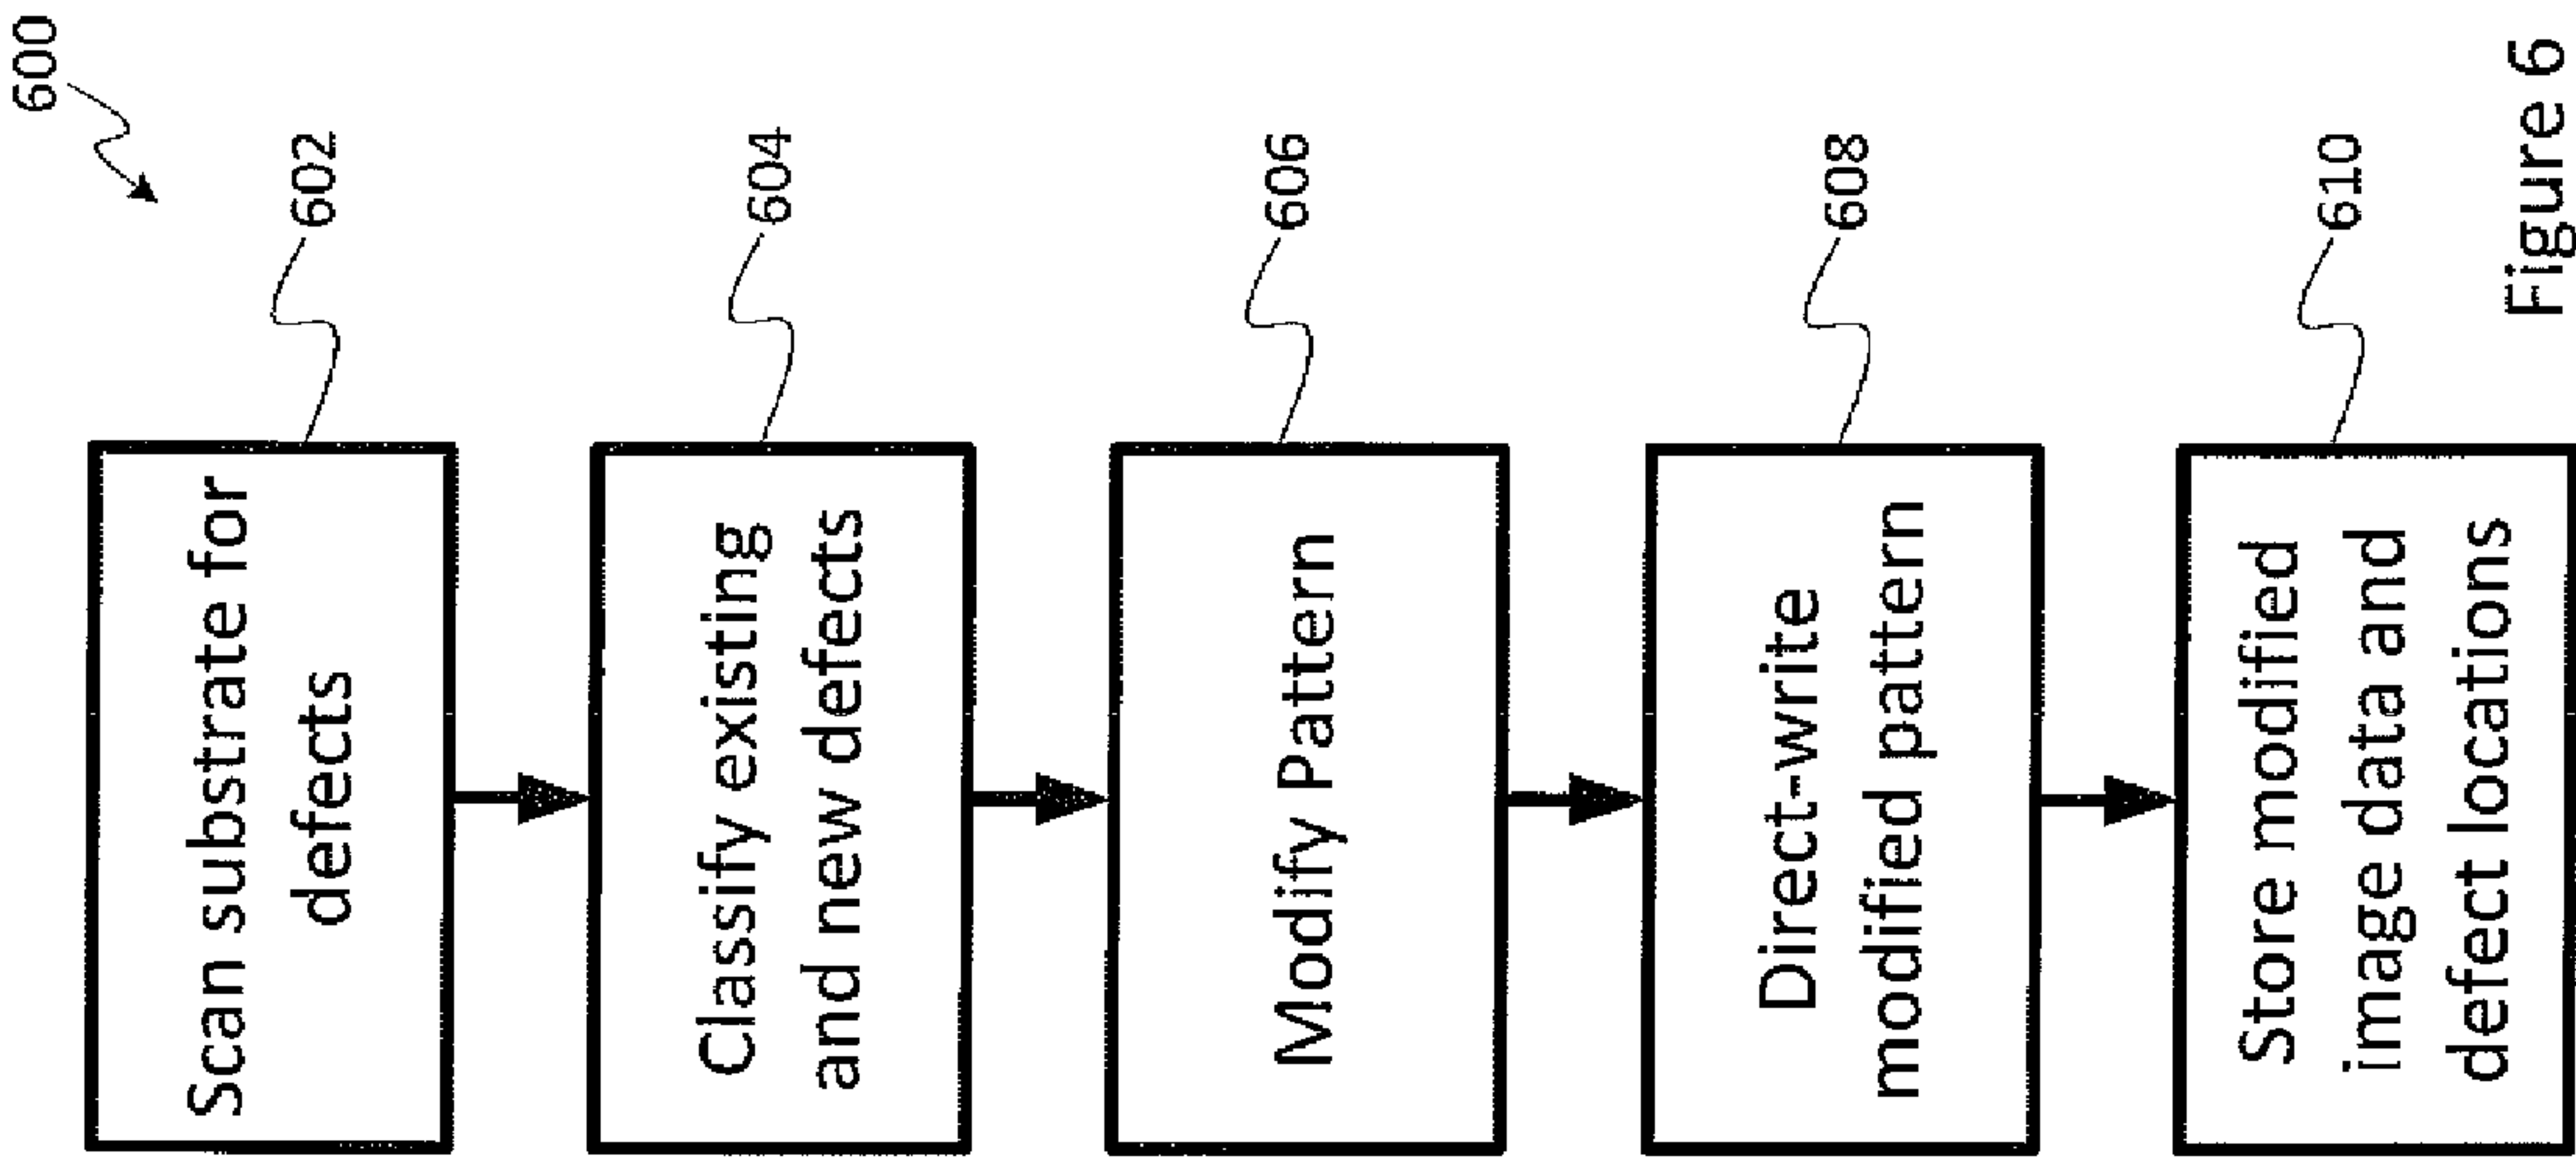 600
Scan substrate for
defects
602
Classify existing
and new defects
604
Modify Pattern
606
Direct-write
modified pattern
608
Store modified
image data and
defect locations
610
Figure 6